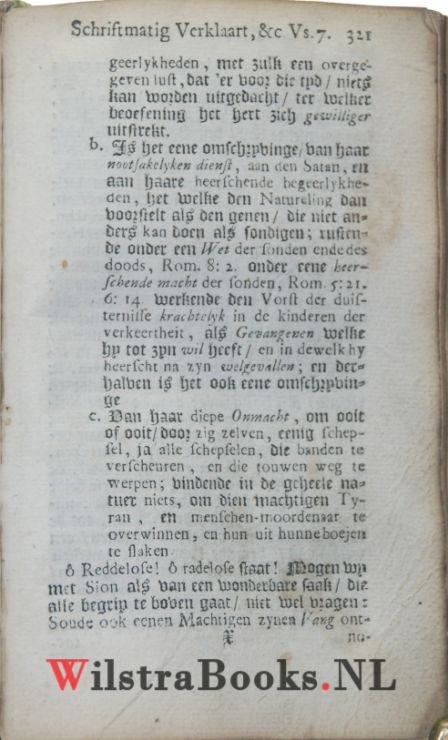 Schriftmatig Verklaart, &c Vs. 7. 321
geerlykheden, met zulk een overge-
geven lust, dat 'er voor die tyd / niets
kan worden uitgedacht / ter welker
beoefening het hert zich gewilliger
uitstrekt.
b. Is het eene omschryvinge, van haar
nootsakelyken dienst, aan den Satan, en
aan haare heerschende begeerlykhe-
den, het welke den Natureling dan
voorstelt als den genen / die niet an-
ders kan doen als sondigen; rusten-
de onder een Wet der sonden ende des
doods, Rom. 8: 2. onder eene heer-
schende macht der sonden, Rom. 5: 21.
6: 14. werkende den Vorst der duis-
ternisse krachtelyk in de kinderen der
verkeertheit, als Gevangenen welke
hy tot zyn wil heeft / en in dewelk hy
heerscht na zyn welgevallen; en der-
halven is het ook eene omschryvin-
ge
c. Van haar diepe Onmacht, om ooit
of ooit / door zig zelven, eenig schep-
sel, ja alle schepselen, die banden te
verscheuren, en die touwen weg te
werpen; vindende in de geheele na-
tuer niets, om dien machtigen Ty-
ran, en menschen-moordenaar te
overwinnen, en hun uit hunne boejen
te slaken.
ô Reddelose! ô radelose staat! Mogen wy
met Sion als van een wonderbare saak / die
alle begrip te boven gaat / niet wel vragen:
Soude ook eenen Machtigen zynen Vang ont-
X no-
WilstraBooks.NL